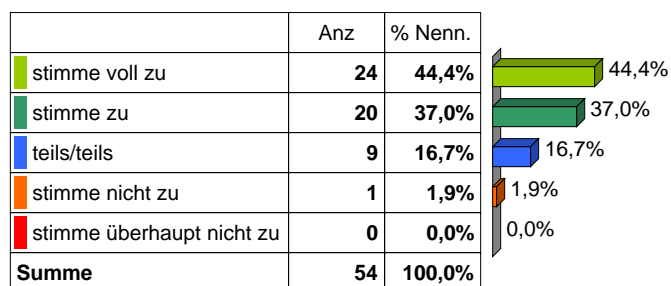 Anz % Nenn.
stimme voll zu 24 44,4% 44,4%
stimme zu 20 37,0% 37,0%
teils/teils 9 16,7% 16,7%
stimme nicht zu 1 1,9% 1,9%
stimme überhaupt nicht zu 0 0,0% 0,0%
Summe 54 100,0%